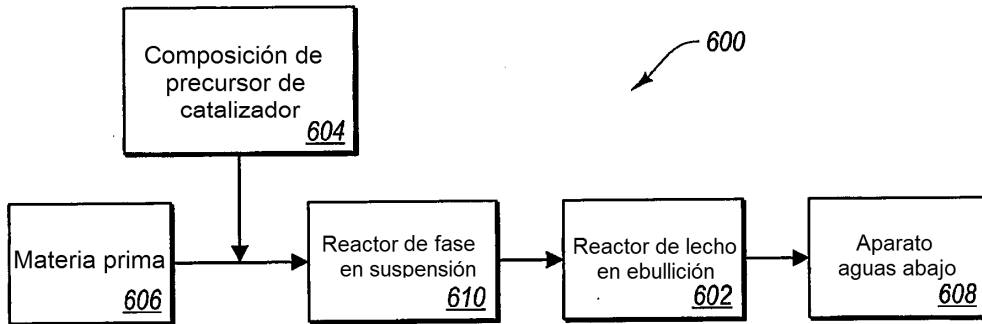 Composición de
precursor de
catalizador
604
600
Materia prima
606
Reactor de fase
en suspensión
610
Reactor de lecho
en ebullición
602
Aparato
aguas abajo
608